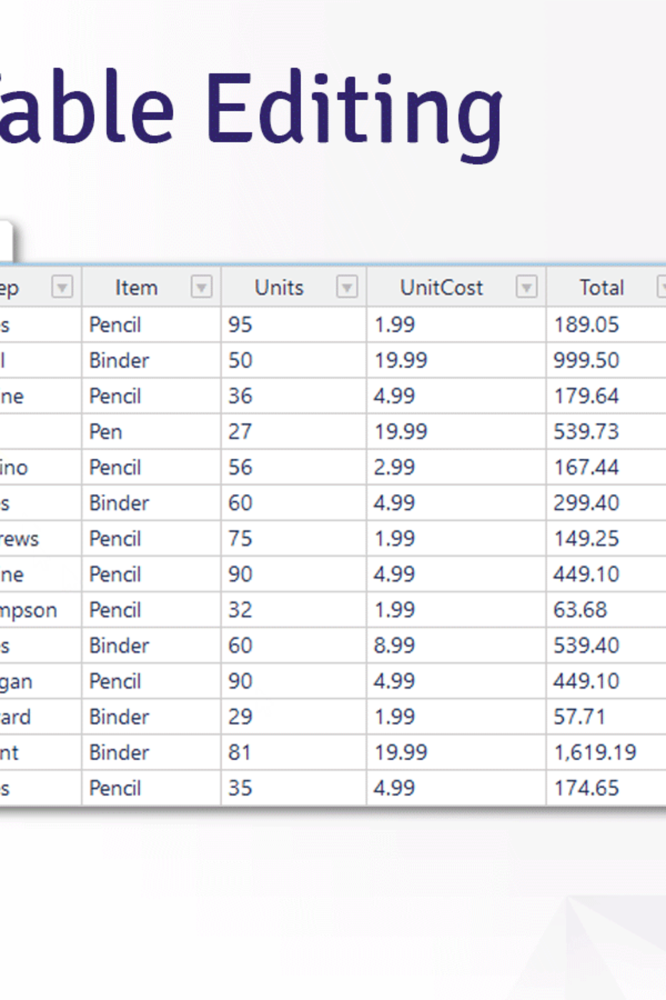 able Editing
ep Item Units UnitCost Total
s Pencil 95 1.99 189.05
l Binder 50 19.99 999.50
ne Pencil 36 4.99 179.64
Pen 27 19.99 539.73
ino Pencil 56 2.99 167.44
s Binder 60 4.99 299.40
rews Pencil 75 1.99 149.25
ne Pencil 90 4.99 449.10
mpson Pencil 32 1.99 63.68
s Binder 60 8.99 539.40
gan Pencil 90 4.99 449.10
ard Binder 29 1.99 57.71
nt Binder 81 19.99 1,619.19
s Pencil 35 4.99 174.65